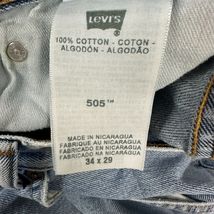 Levi's
100% COTTON - COTON -
ALGODÓN - ALGODÃO
505™
MADE IN NICARAGUA
FABRIQUE AU NICARAGUA
FABRICADO EN NICARAGUA
34 x 29